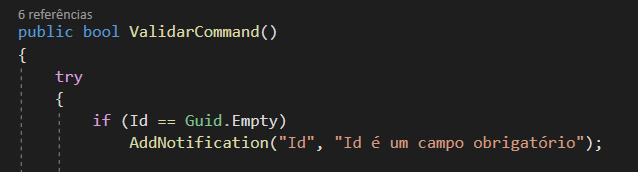 6 referências
public bool ValidarCommand()
{
try
{
if (Id == Guid.Empty)
AddNotification("Id", "Id é um campo obrigatório");